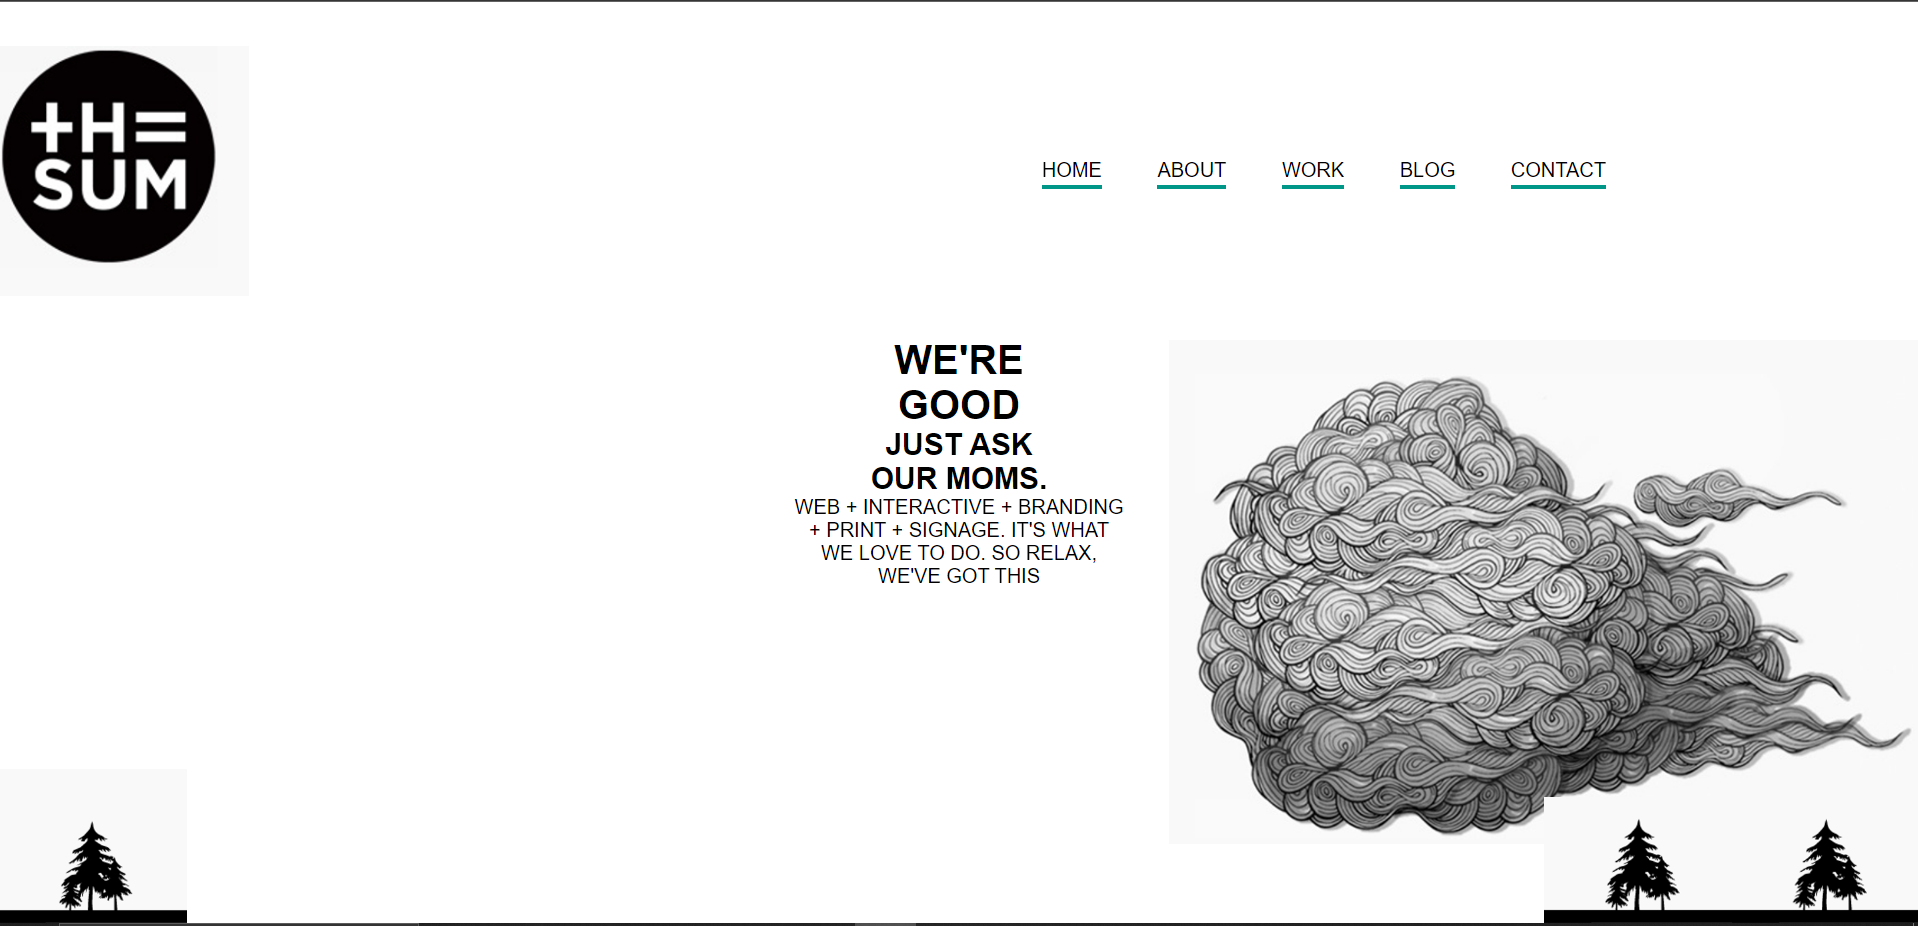 THE
SUM
HOME ABOUT WORK BLOG CONTACT
WE'RE
GOOD
JUST ASK
OUR MOMS.
WEB + INTERACTIVE + BRANDING
+ PRINT + SIGNAGE. IT'S WHAT
WE LOVE TO DO. SO RELAX,
WE'VE GOT THIS